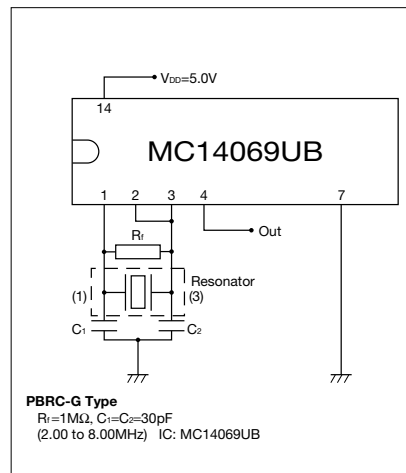 VDD=5.0V
14
MC14069UB
1 2 3 4 7
Out
Rf
Resonator
(1) (3)
C1 C2
PBRC-G Type
Rf=1MΩ, C1=C2=30pF
(2.00 to 8.00MHz) IC: MC14069UB